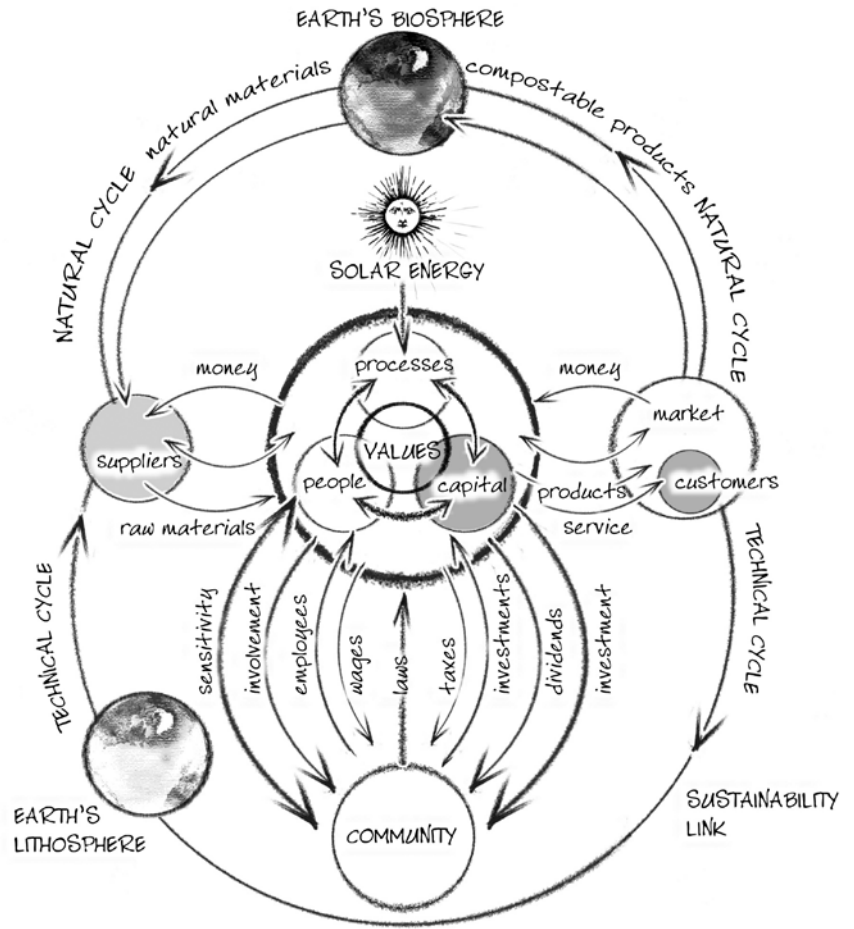 EARTH'S BIOSPHERE
natural materials
compostable products
NATURAL CYCLE
NATURAL CYCLE
SOLAR ENERGY
processes
money
money
market
VALUES
suppliers
people
capital
products
customers
raw materials
service
TECHNICAL CYCLE
TECHNICAL CYCLE
sensitivity
involvement
employees
wages
laws
taxes
investments
dividends
investment
EARTH'S
LITHOSPHERE
COMMUNITY
SUSTAINABILITY
LINK